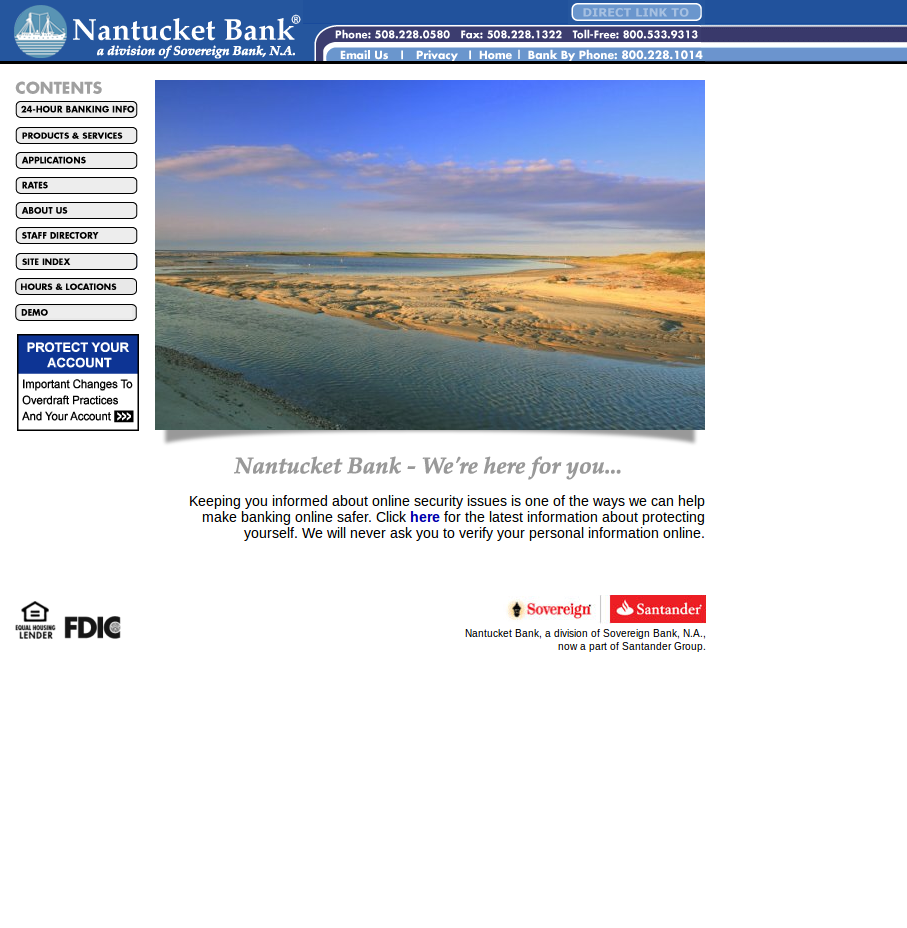 Nantucket Bank®
a division of Sovereign Bank, N.A.
DIRECT LINK TO
Phone: 508.228.0580 Fax: 508.228.1322 Toll-Free: 800.533.9313
Email Us | Privacy | Home | Bank By Phone: 800.228.1014
CONTENTS
24-HOUR BANKING INFO
PRODUCTS & SERVICES
APPLICATIONS
RATES
ABOUT US
STAFF DIRECTORY
SITE INDEX
HOURS & LOCATIONS
DEMO
PROTECT YOUR
ACCOUNT
Important Changes To
Overdraft Practices
And Your Account
Nantucket Bank - We're here for you...
Keeping you informed about online security issues is one of the ways we can help
make banking online safer. Click here for the latest information about protecting
yourself. We will never ask you to verify your personal information online.
EQUAL HOUSING
LENDER
FDIC
Sovereign
Santander
Nantucket Bank, a division of Sovereign Bank, N.A.,
now a part of Santander Group.